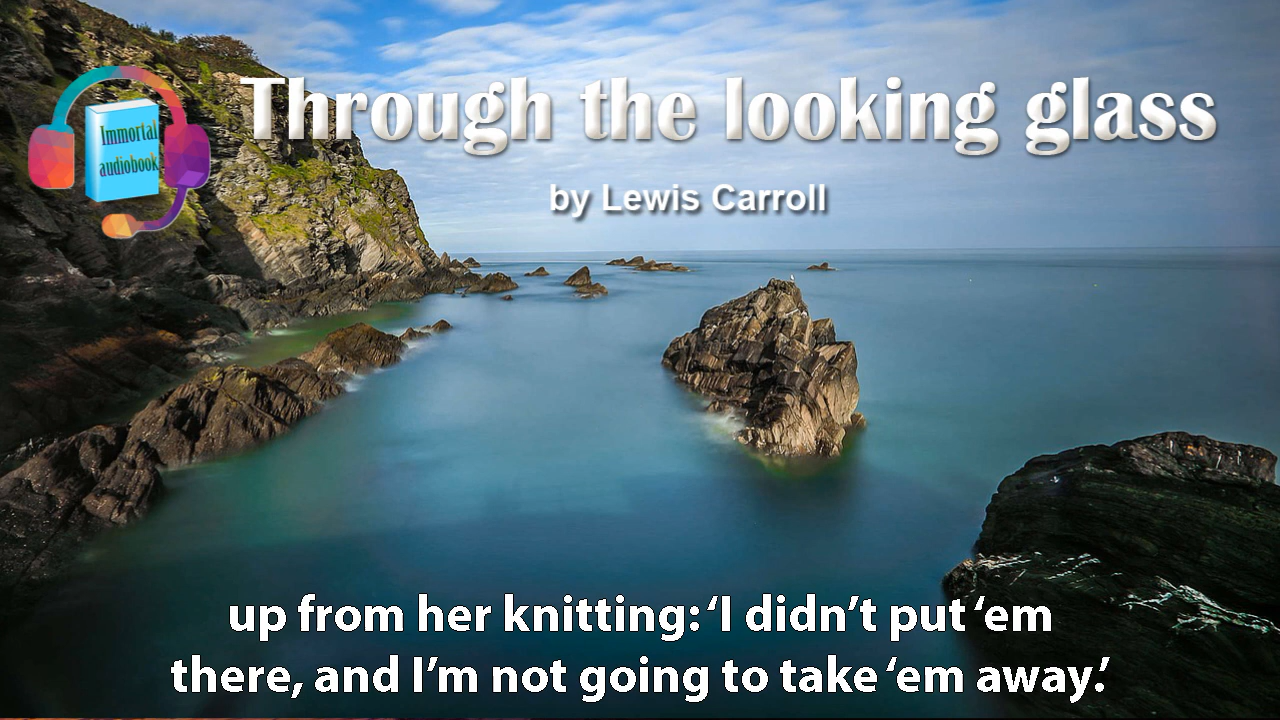 Immortal
audiobook
Through the looking glass
by Lewis Carroll
up from her knitting: ‘I didn’t put ‘em
there, and I’m not going to take ‘em away.’